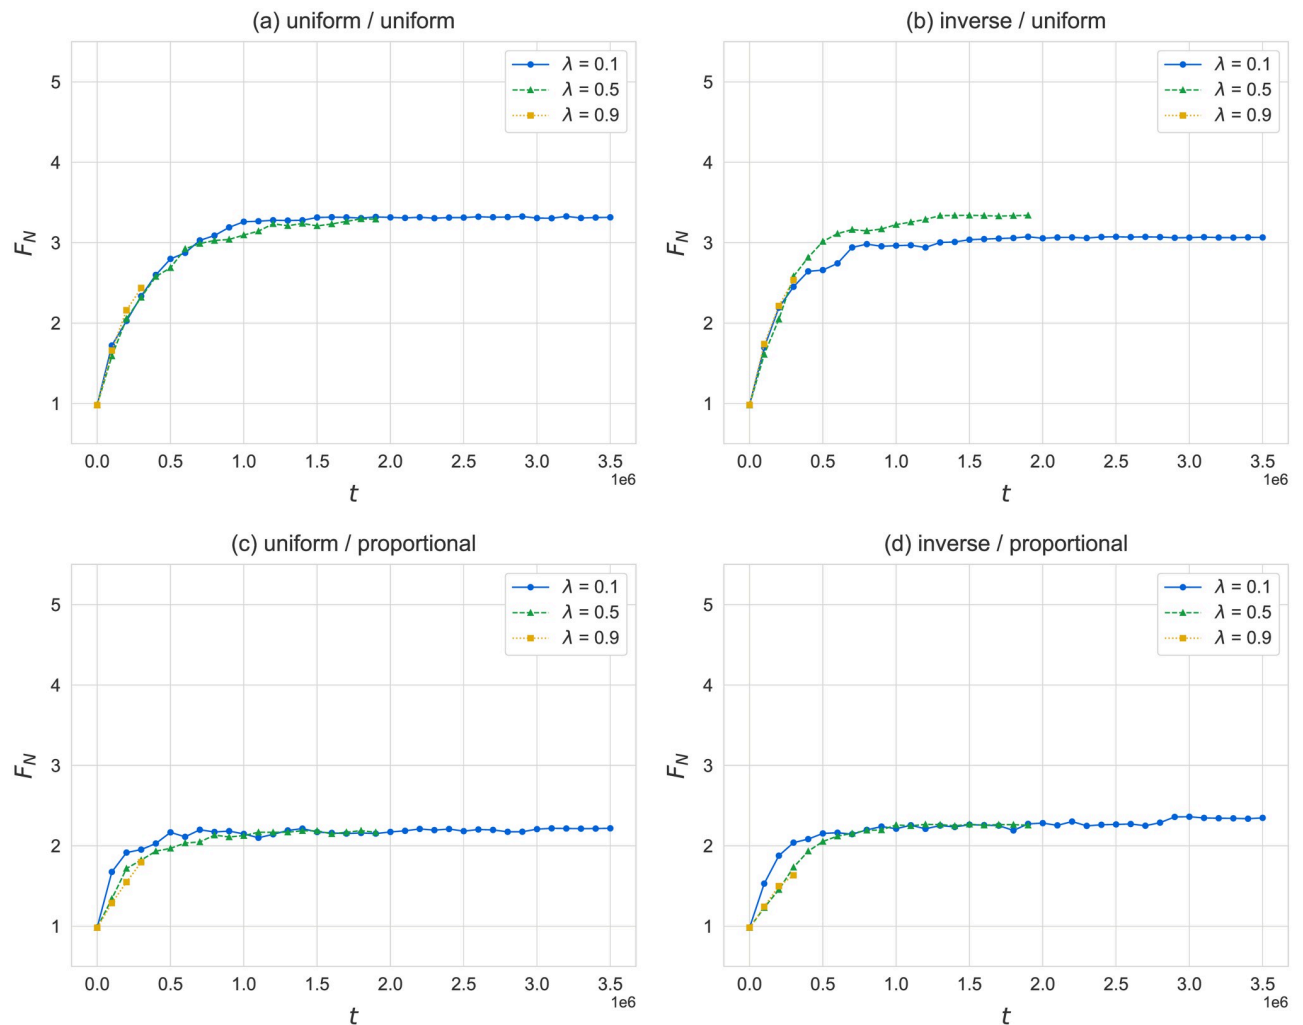 (a) uniform / uniform
λ = 0.1
λ = 0.5
λ = 0.9
5
4
3
2
1
F_N
0.0 0.5 1.0 1.5 2.0 2.5 3.0 3.5
1e6
t
(b) inverse / uniform
λ = 0.1
λ = 0.5
λ = 0.9
5
4
3
2
1
F_N
0.0 0.5 1.0 1.5 2.0 2.5 3.0 3.5
1e6
t
(c) uniform / proportional
λ = 0.1
λ = 0.5
λ = 0.9
5
4
3
2
1
F_N
0.0 0.5 1.0 1.5 2.0 2.5 3.0 3.5
1e6
t
(d) inverse / proportional
λ = 0.1
λ = 0.5
λ = 0.9
5
4
3
2
1
F_N
0.0 0.5 1.0 1.5 2.0 2.5 3.0 3.5
1e6
t